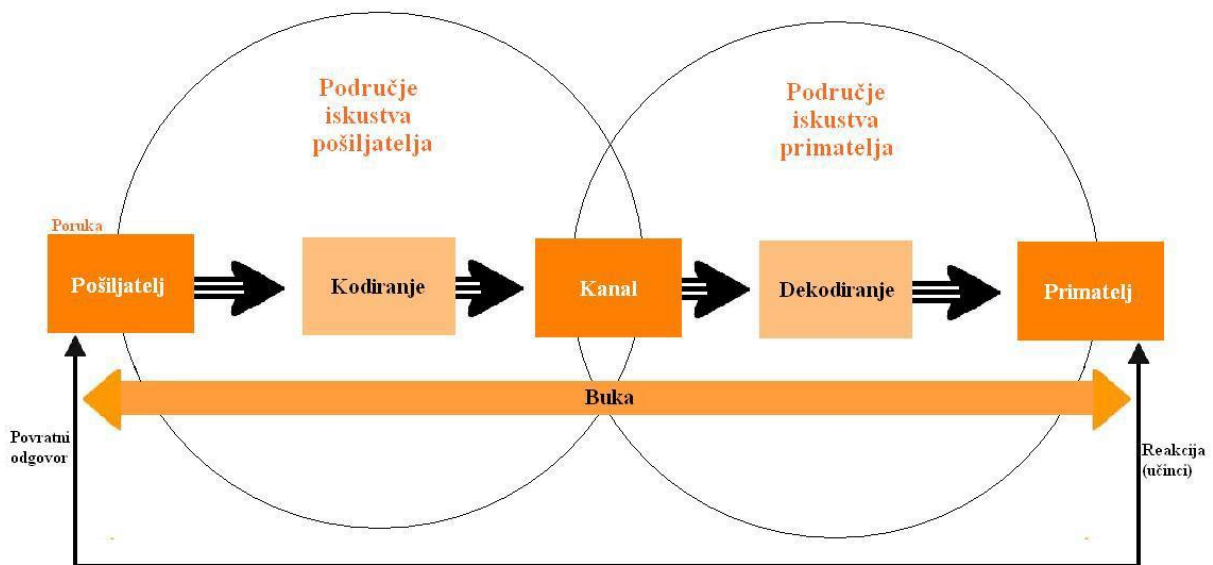 Područje
iskustva
pošiljatelja
Područje
iskustva
primatelja
Poruka
Pošiljatelj
Kodiranje
Kanal
Dekodiranje
Primatelj
Buka
Povratni
odgovor
Reakcija
(učinci)